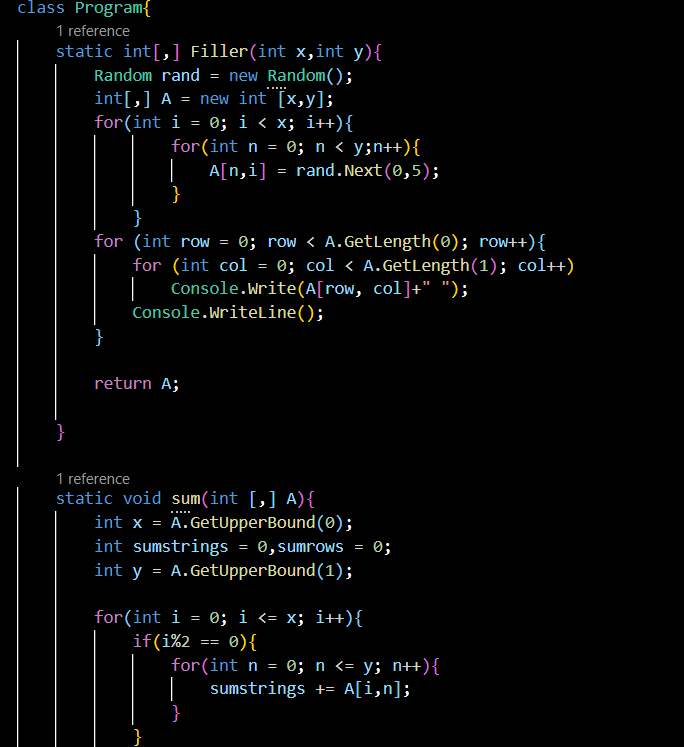 class Program{
1 reference
static int[,] Filler(int x,int y){
Random rand = new Random();
int[,] A = new int [x,y];
for(int i = 0; i < x; i++){
for(int n = 0; n < y;n++){
A[n,i] = rand.Next(0,5);
}
}
for (int row = 0; row < A.GetLength(0); row++){
for (int col = 0; col < A.GetLength(1); col++)
Console.Write(A[row, col]+" ");
Console.WriteLine();
}
return A;
}
1 reference
static void sum(int [,] A){
int x = A.GetUpperBound(0);
int sumstrings = 0,sumrows = 0;
int y = A.GetUpperBound(1);
for(int i = 0; i <= x; i++){
if(i%2 == 0){
for(int n = 0; n <= y; n++){
sumstrings += A[i,n];
}
}